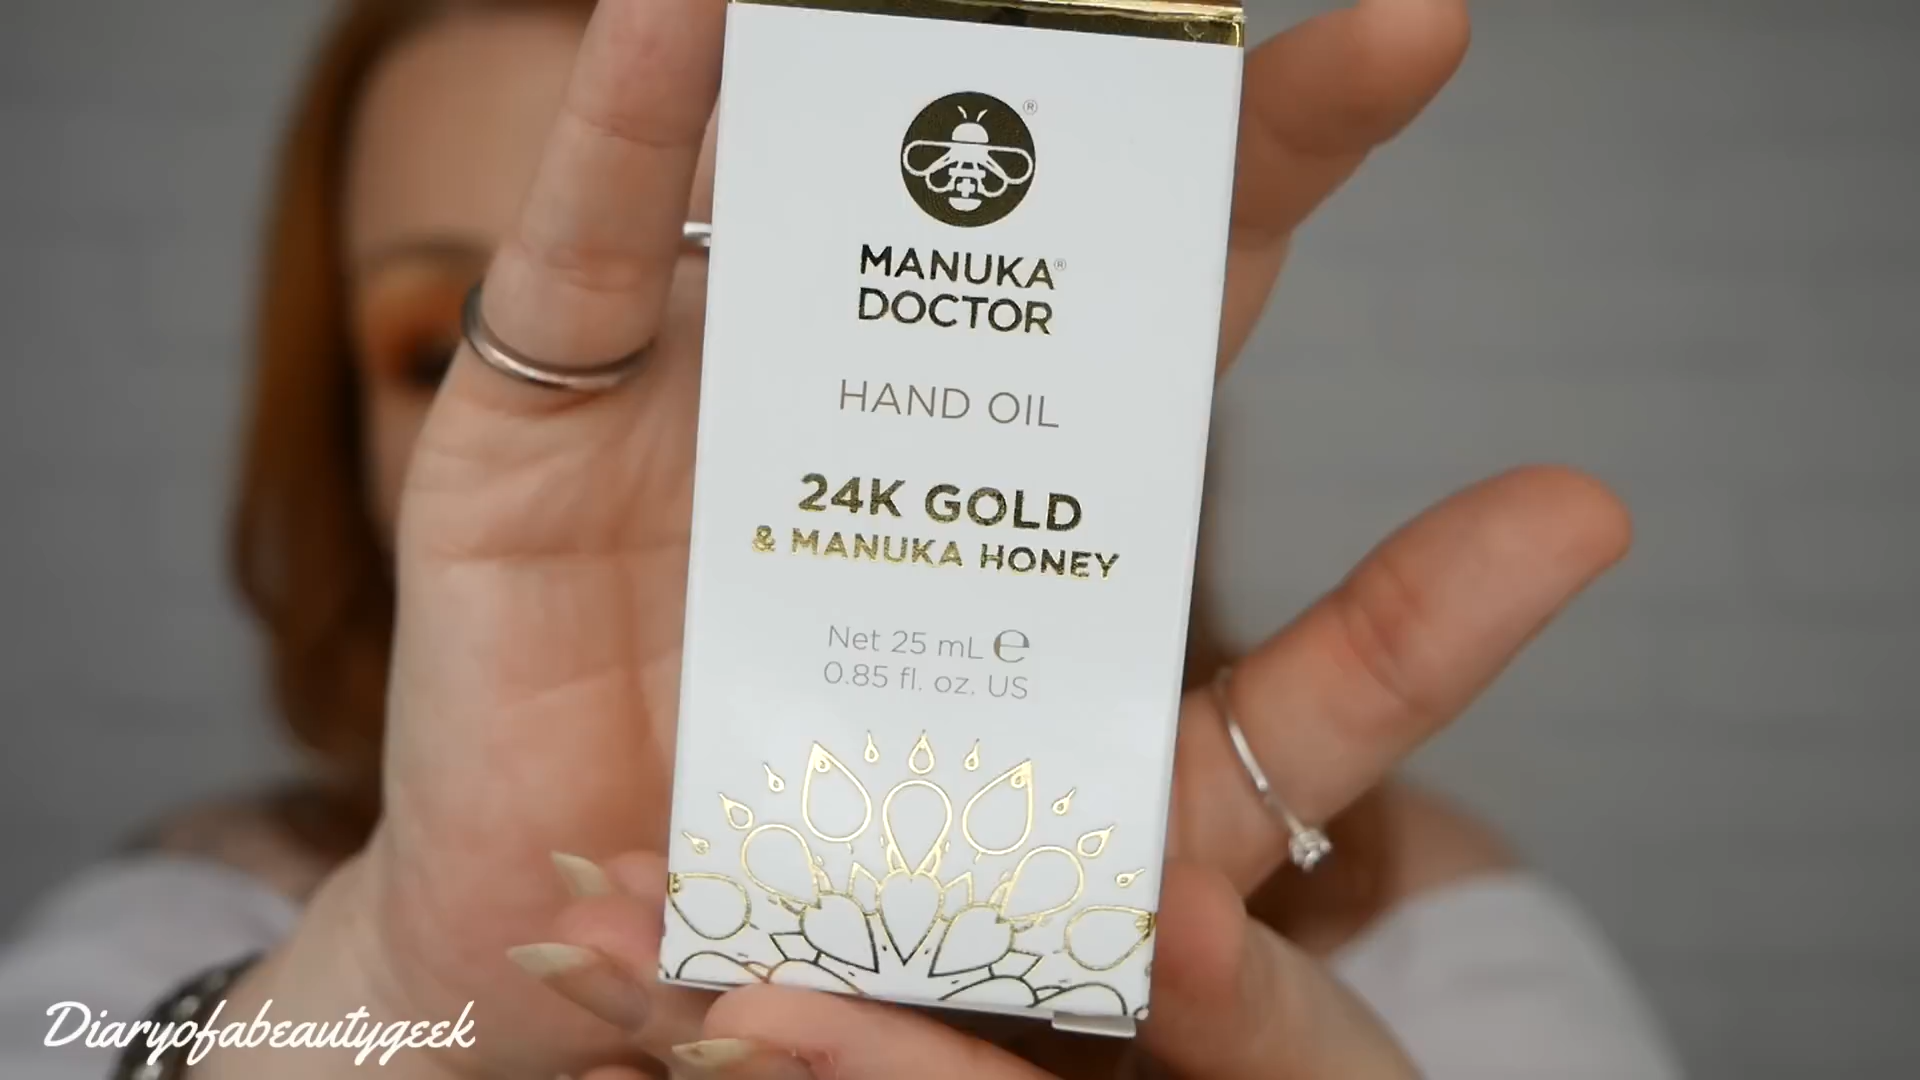 MANUKA®
DOCTOR
HAND OIL
24K GOLD
& MANUKA HONEY
Net 25 mL ℮
0.85 fl. oz. US
Diaryofabeautygeek